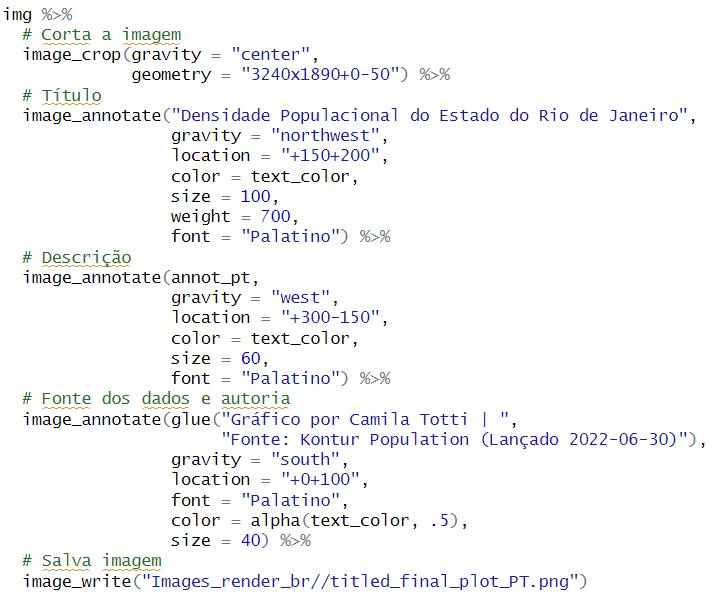 img %>%
  # Corta a imagem
  image_crop(gravity = "center",
             geometry = "3240x1890+0-50") %>%
  # Título
  image_annotate("Densidade Populacional do Estado do Rio de Janeiro",
                 gravity = "northwest",
                 location = "+150+200",
                 color = text_color,
                 size = 100,
                 weight = 700,
                 font = "Palatino") %>%
  # Descrição
  image_annotate(annot_pt,
                 gravity = "west",
                 location = "+300-150",
                 color = text_color,
                 size = 60,
                 font = "Palatino") %>%
  # Fonte dos dados e autoria
  image_annotate(glue("Gráfico por Camila Totti | ",
                      "Fonte: Kontur Population (Lançado 2022-06-30)"),
                 gravity = "south",
                 location = "+0+100",
                 font = "Palatino",
                 color = alpha(text_color, .5),
                 size = 40) %>%
  # Salva imagem
  image_write("Images_render_br//titled_final_plot_PT.png")